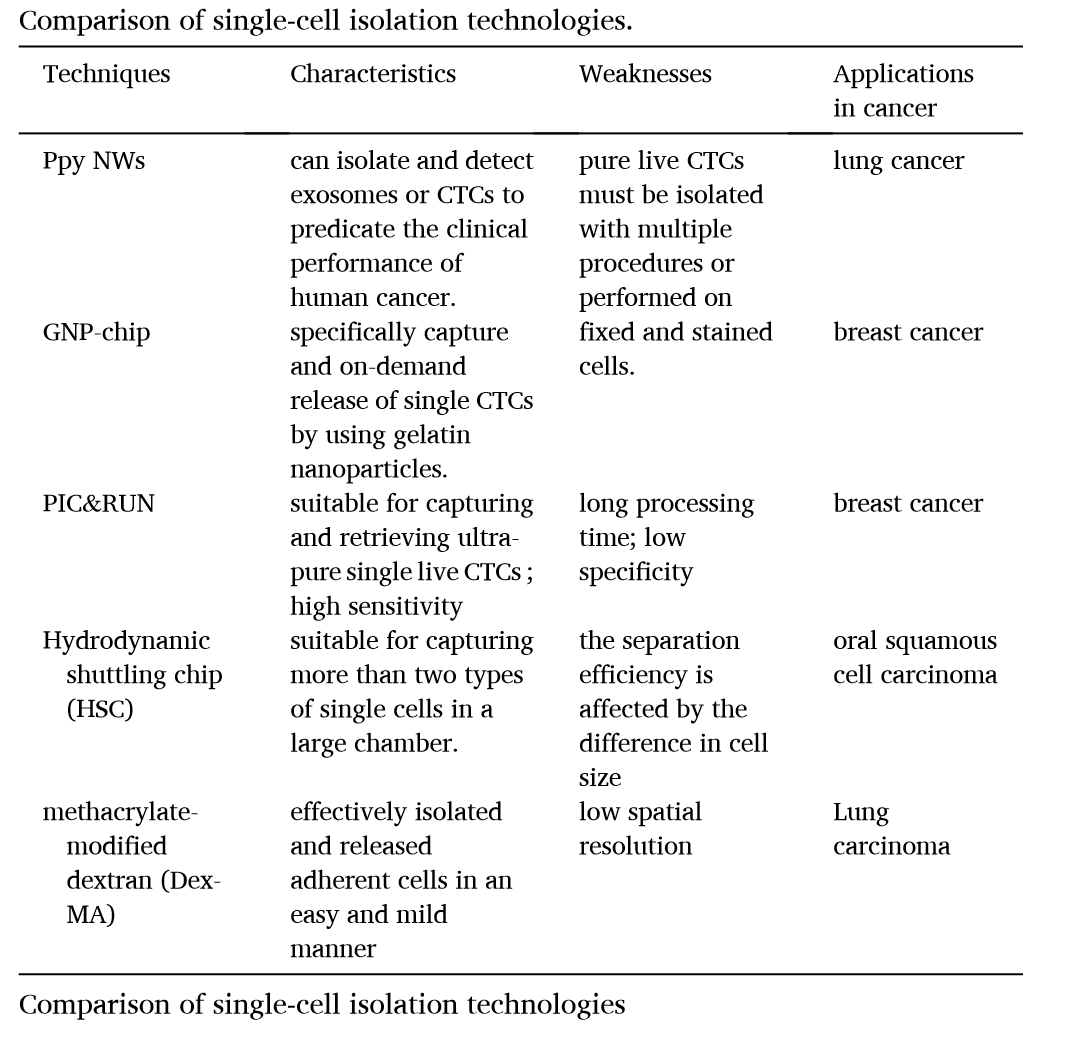 Comparison of single-cell isolation technologies.
Techniques Characteristics Weaknesses Applications
in cancer
Ppy NWs can isolate and detect pure live CTCs lung cancer
exosomes or CTCs to must be isolated
predicate the clinical with multiple
performance of procedures or
human cancer. performed on
GNP-chip specifically capture fixed and stained breast cancer
and on-demand cells.
release of single CTCs
by using gelatin
nanoparticles.
PIC&RUN suitable for capturing long processing breast cancer
and retrieving ultra- time; low
pure single live CTCs ; specificity
high sensitivity
Hydrodynamic suitable for capturing the separation oral squamous
shuttling chip more than two types efficiency is cell carcinoma
(HSC) of single cells in a affected by the
large chamber. difference in cell
size
methacrylate- effectively isolated low spatial Lung
modified and released resolution carcinoma
dextran (Dex- adherent cells in an
MA) easy and mild
manner
Comparison of single-cell isolation technologies